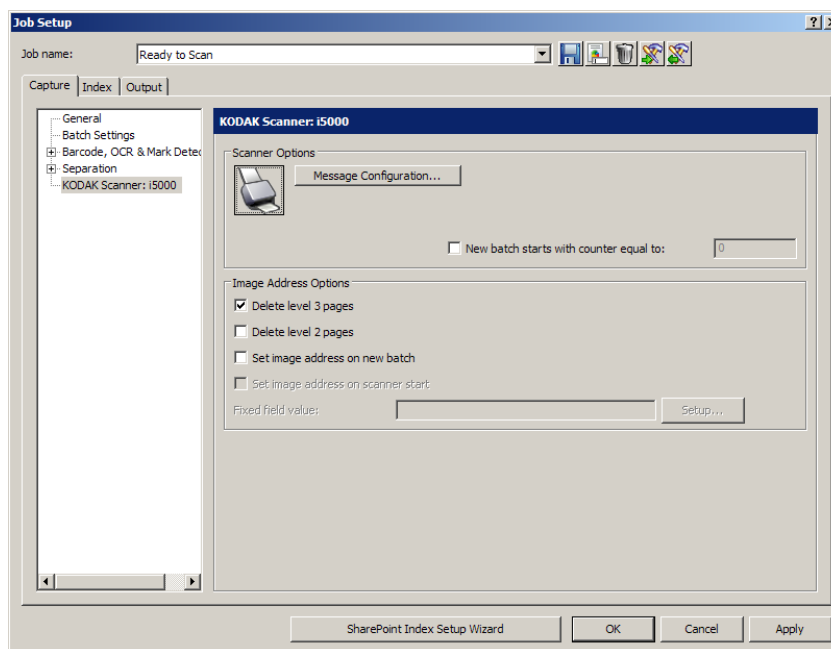 Job Setup
Job name: Ready to Scan
Capture Index Output
General
Batch Settings
Barcode, OCR & Mark Detec
Separation
KODAK Scanner: i5000
KODAK Scanner: i5000
Scanner Options
Message Configuration...
New batch starts with counter equal to: 0
Image Address Options
Delete level 3 pages
Delete level 2 pages
Set image address on new batch
Set image address on scanner start
Fixed field value: Setup...
SharePoint Index Setup Wizard OK Cancel Apply